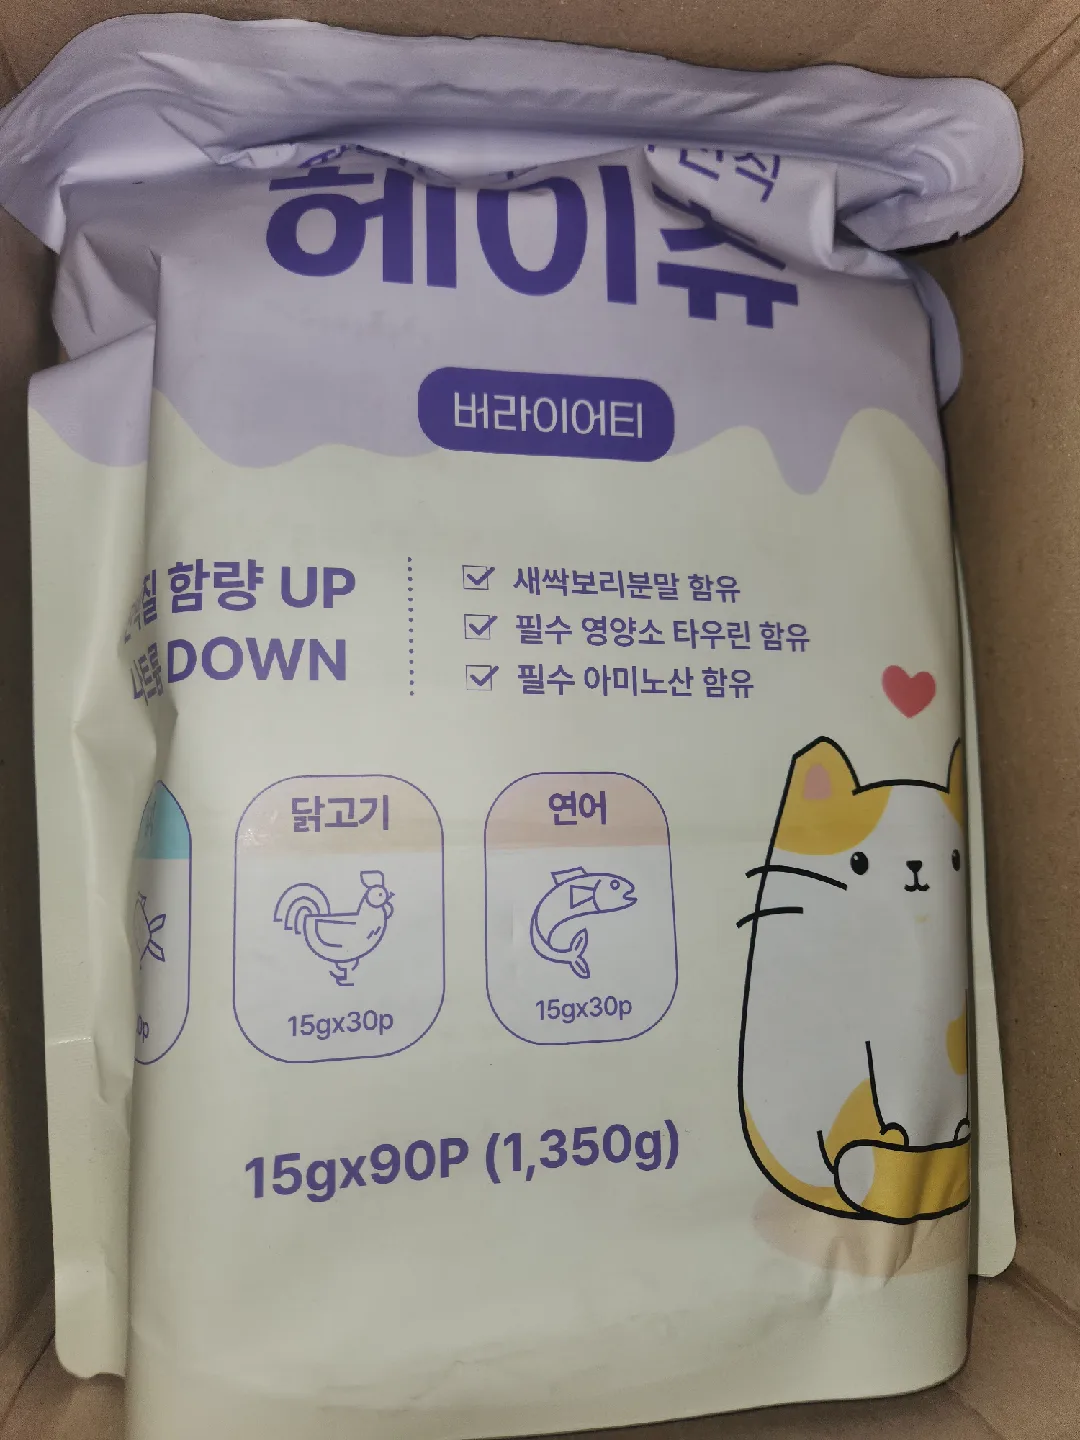 헤이츄
버라이어티
함량 UP
DOWN
새싹보리분말 함유
필수 영양소 타우린 함유
필수 아미노산 함유
닭고기
15gx30p
연어
15gx30p
15gx90P (1,350g)